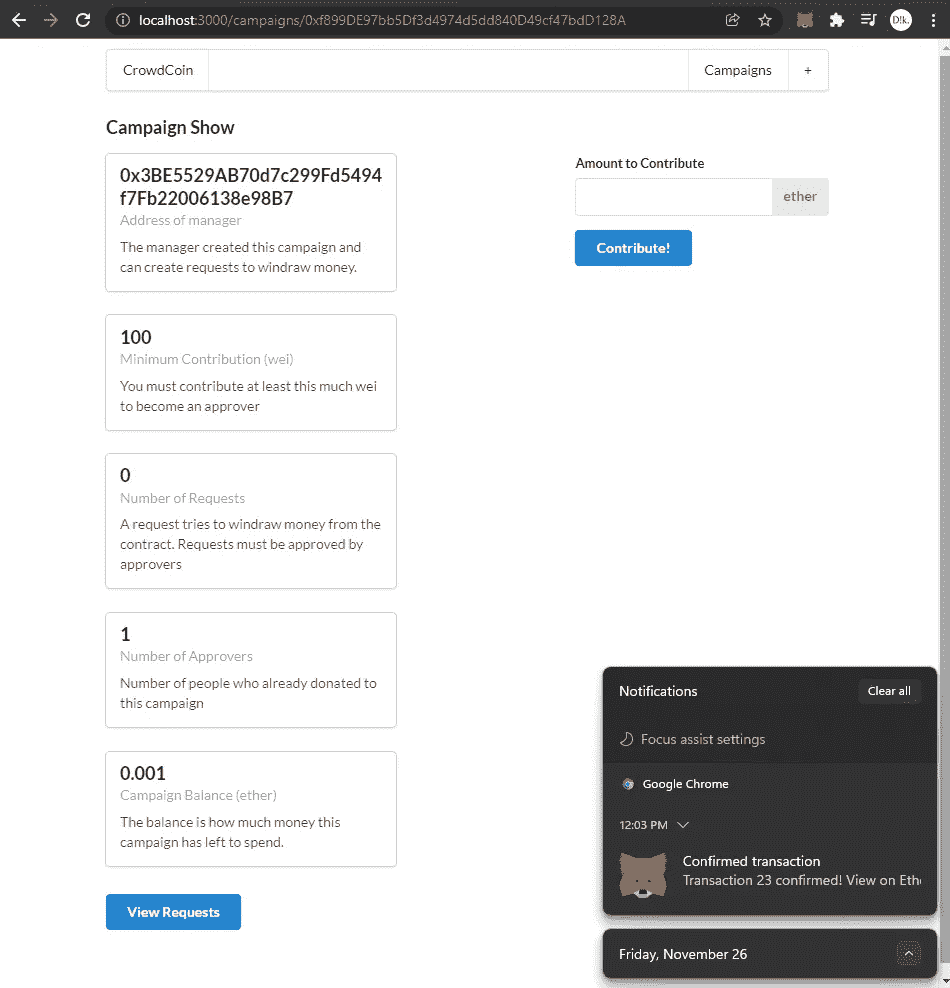 localhost:3000/campaigns/0xf899DE97bb5Df3d4974d5dd840D49cf47bdD128A
D!k.
CrowdCoin
Campaigns
+
Campaign Show
0x3BE5529AB70d7c299Fd5494
f7Fb22006138e98B7
Address of manager
The manager created this campaign and
can create requests to windraw money.
100
Minimum Contribution (wei)
You must contribute at least this much wei
to become an approver
0
Number of Requests
A request tries to windraw money from the
contract. Requests must be approved by
approvers
1
Number of Approvers
Number of people who already donated to
this campaign
0.001
Campaign Balance (ether)
The balance is how much money this
campaign has left to spend.
View Requests
Amount to Contribute
ether
Contribute!
Notifications
Clear all
Focus assist settings
Google Chrome
12:03 PM
Confirmed transaction
Transaction 23 confirmed! View on Ethe
Friday, November 26